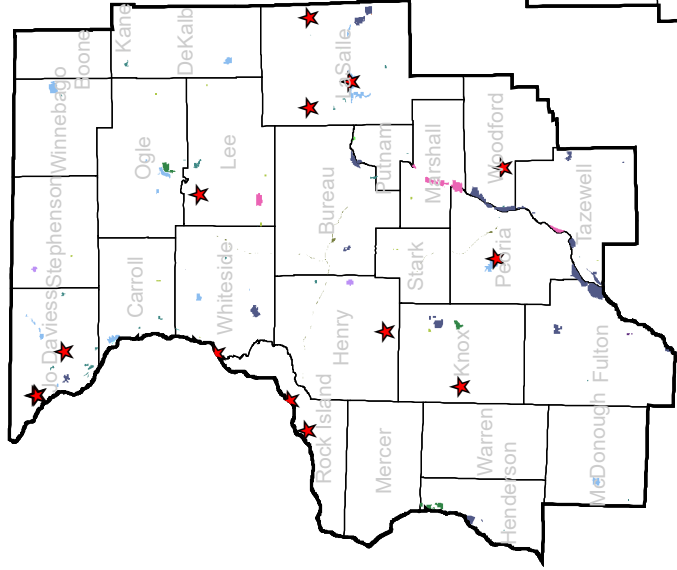 Boone
Kane
DeKalb
LaSalle
Winnebago
Ogle
Lee
Bureau
Putnam
Marshall
Woodford
Tazewell
Stephenson
Carroll
Whiteside
Stark
Peoria
Jo Daviess
Henry
Knox
Fulton
Rock Island
Mercer
Warren
Henderson
McDonough